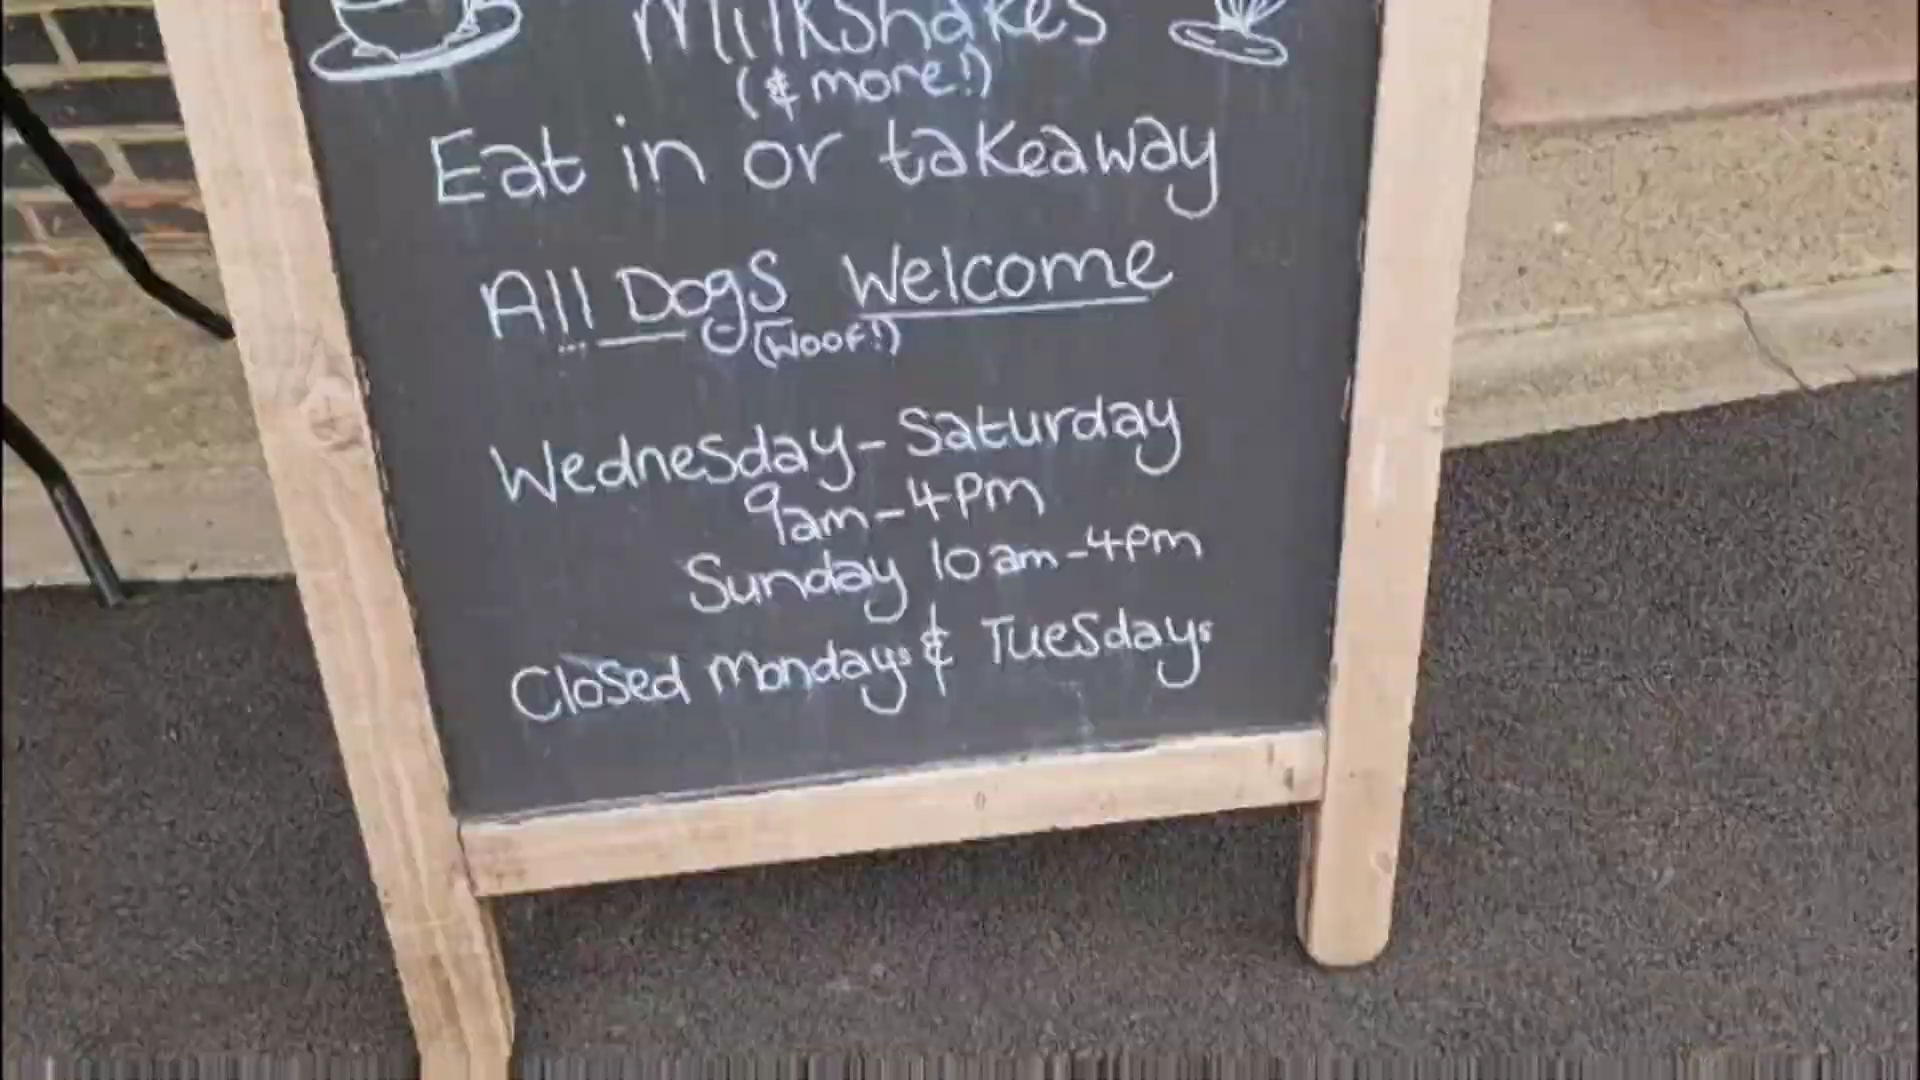 Milkshakes
(& more!)
Eat in or takeaway
All Dogs Welcome
(Woof!)
Wednesday - Saturday
9am - 4pm
Sunday 10am - 4pm
Closed Mondays & Tuesdays